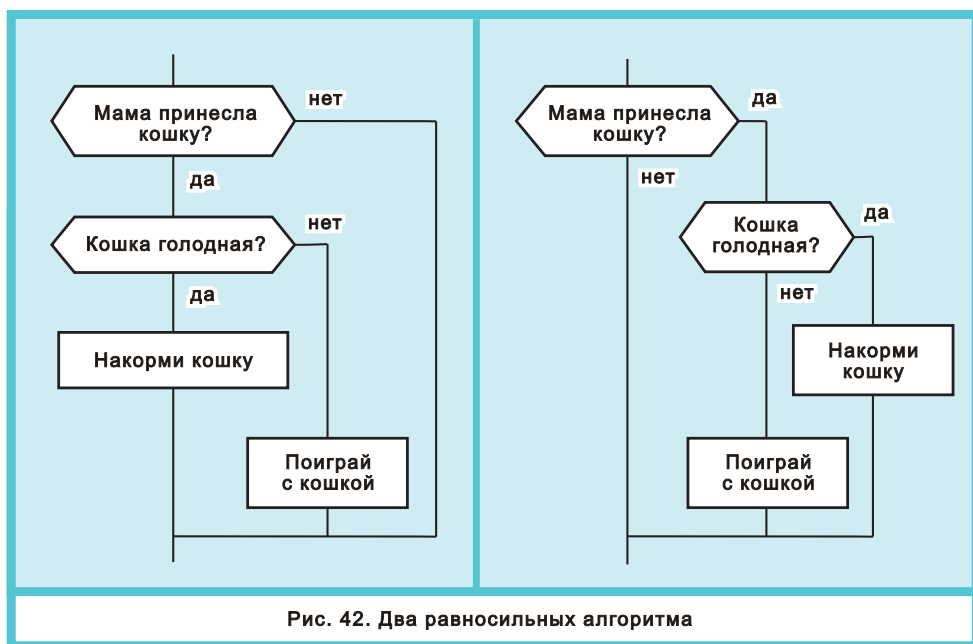 Мама принесла
кошку?
нет
да
Кошка голодная?
нет
да
Накорми кошку
Поиграй
с кошкой
Мама принесла
кошку?
да
нет
Кошка
голодная?
да
нет
Накорми
кошку
Поиграй
с кошкой
Рис. 42. Два равносильных алгоритма